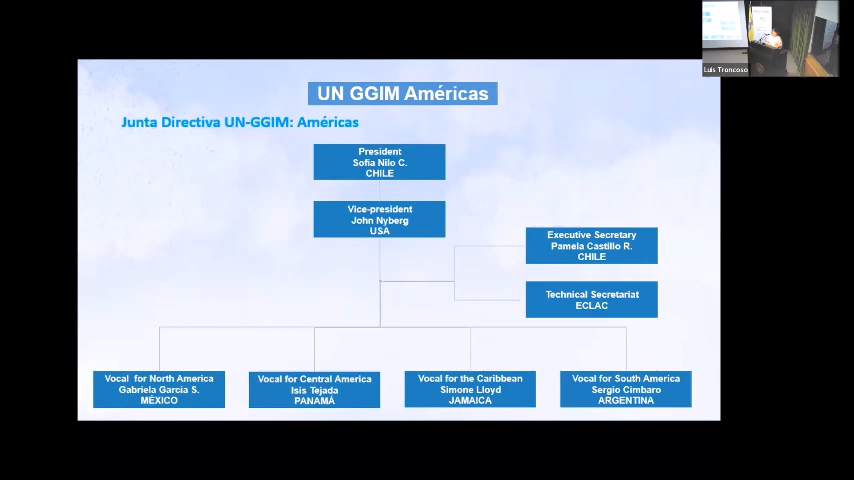 Luis Troncoso
UN GGIM Américas
Junta Directiva UN-GGIM: Américas
President
Sofia Nilo C.
CHILE
Vice-president
John Nyberg
USA
Executive Secretary
Pamela Castillo R.
CHILE
Technical Secretariat
ECLAC
Vocal for North America
Gabriela García S.
MÉXICO
Vocal for Central America
Isis Tejada
PANAMÁ
Vocal for the Caribbean
Simone Lloyd
JAMAICA
Vocal for South America
Sergio Cimbaro
ARGENTINA